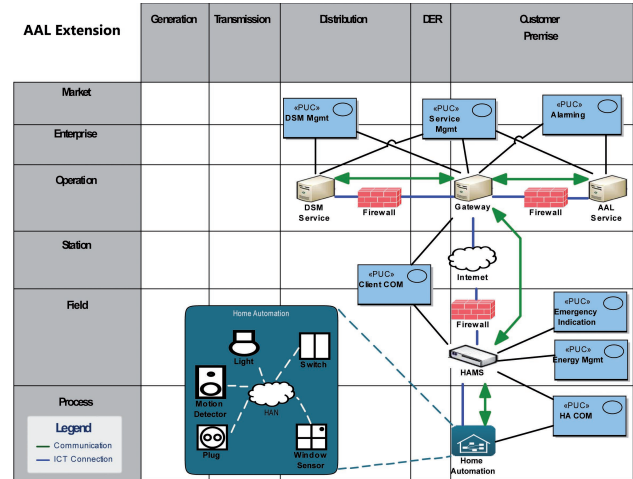 AAL Extension
Generation
Transmission
Distribution
DER
Customer
Premise
Market
Enterprise
Operation
Station
Field
Process
«PUC»
DSM Mgmt
«PUC»
Service
Mgmt
«PUC»
Alarming
DSM
Service
Firewall
Gateway
Firewall
AAL
Service
«PUC»
Client COM
Internet
Firewall
HAMS
«PUC»
Emergency
Indication
«PUC»
Energy Mgmt
«PUC»
HA COM
Home
Automation
Home Automation
Light
Switch
Motion
Detector
HAN
Plug
Window
Sensor
Legend
Communication
ICT Connection